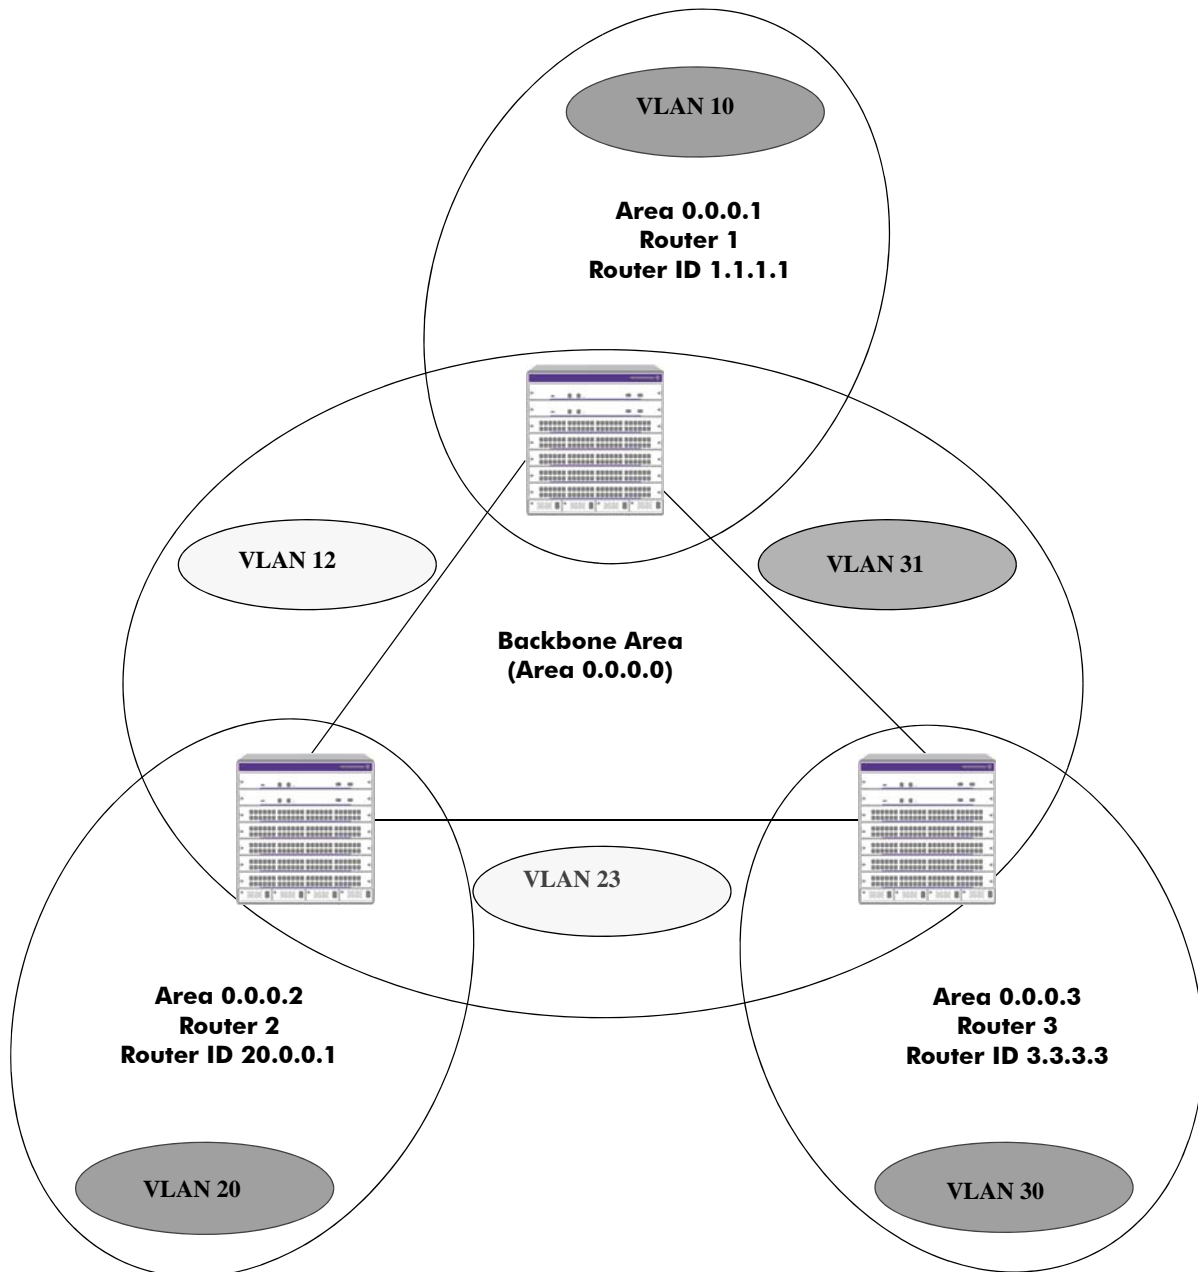 VLAN 10
Area 0.0.0.1
Router 1
Router ID 1.1.1.1
VLAN 12
VLAN 31
Backbone Area
(Area 0.0.0.0)
VLAN 23
Area 0.0.0.2
Router 2
Router ID 20.0.0.1
Area 0.0.0.3
Router 3
Router ID 3.3.3.3
VLAN 20
VLAN 30